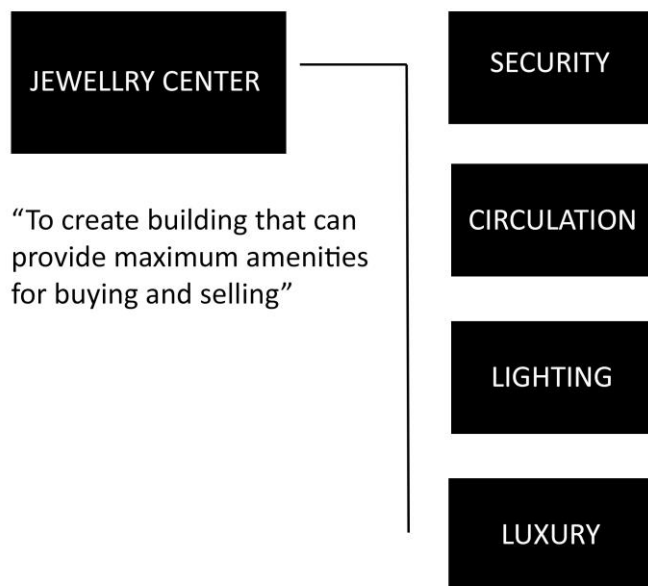 JEWELLRY CENTER
“To create building that can
provide maximum amenities
for buying and selling”
SECURITY
CIRCULATION
LIGHTING
LUXURY